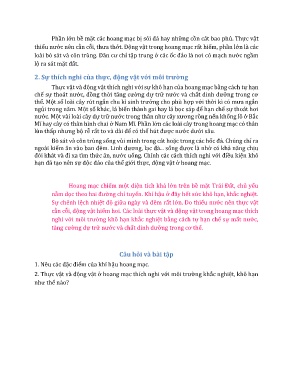 Phần lớn bề mặt các hoang mạc bị sỏi đá hay những cồn cát bao phủ. Thực vật
thiếu nước nên cằn cỗi, thưa thớt. Động vật trong hoang mạc rất hiếm, phần lớn là các
loài bò sát và côn trùng. Dân cư chỉ tập trung ở các ốc đảo là nơi có mạch nước ngầm
lộ ra sát mặt đất.
2. Sự thích nghi của thực, động vật với môi trường
Thực vật và động vật thích nghi với sự khô hạn của hoang mạc bằng cách tự hạn
chế sự thoát nước, đồng thời tăng cường dự trữ nước và chất dinh dưỡng trong cơ
thể. Một số loài cây rút ngắn chu kì sinh trưởng cho phù hợp với thời kì có mưa ngắn
ngủi trong năm. Một số khác, lá biến thành gai hay lá bọc sáp để hạn chế sự thoát hơi
nước. Một vài loài cây dự trữ nước trong thân như cây xương rồng nến khổng lồ ở Bắc
Mĩ hay cây có thân hình chai ở Nam Mĩ. Phần lớn các loài cây trong hoang mạc có thân
lùn thấp nhưng bộ rễ rất to và dài để có thể hút được nước dưới sâu.
Bò sát và côn trùng sống vùi mình trong cát hoặc trong các hốc đá. Chúng chỉ ra
ngoài kiếm ăn vào ban đêm. Linh dương, lạc đà... sống được là nhờ có khả năng chịu
đói khát và đi xa tìm thức ăn, nước uống. Chính các cách thích nghi với điều kiện khô
hạn đã tạo nên sự độc đáo của thế giới thực, động vật ở hoang mạc.
Hoang mạc chiếm một diện tích khá lớn trên bề mặt Trái Đất, chủ yếu
nằm dọc theo hai đường chí tuyến. Khí hậu ở đây hết sức khô hạn, khắc nghiệt.
Sự chênh lệch nhiệt độ giữa ngày và đêm rất lớn. Do thiếu nước nên thực vật
cằn cỗi, động vật hiếm hoi. Các loài thực vật và động vật trong hoang mạc thích
nghi với môi trường khô hạn khắc nghiệt bằng cách tự hạn chế sự mất nước,
tăng cường dự trữ nước và chất dinh dưỡng trong cơ thể.
Câu hỏi và bài tập
1. Nêu các đặc điểm của khí hậu hoang mạc.
2. Thực vật và động vật ở hoang mạc thích nghi với môi trường khắc nghiệt, khô hạn
như thế nào?